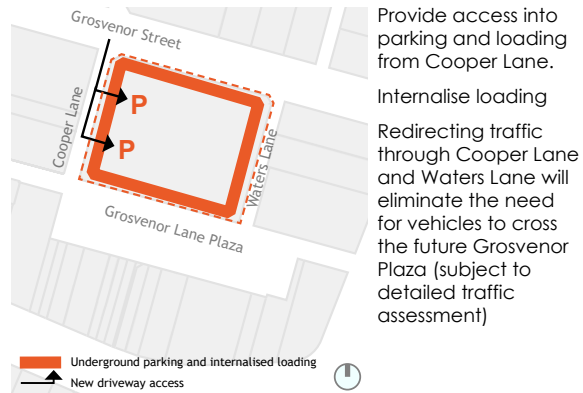 Grosvenor Street
Cooper Lane
P
P
Waters Lane
Grosvenor Lane Plaza
Underground parking and internalised loading
New driveway access
Provide access into
parking and loading
from Cooper Lane.
Internalise loading
Redirecting traffic
through Cooper Lane
and Waters Lane will
eliminate the need
for vehicles to cross
the future Grosvenor
Plaza (subject to
detailed traffic
assessment)